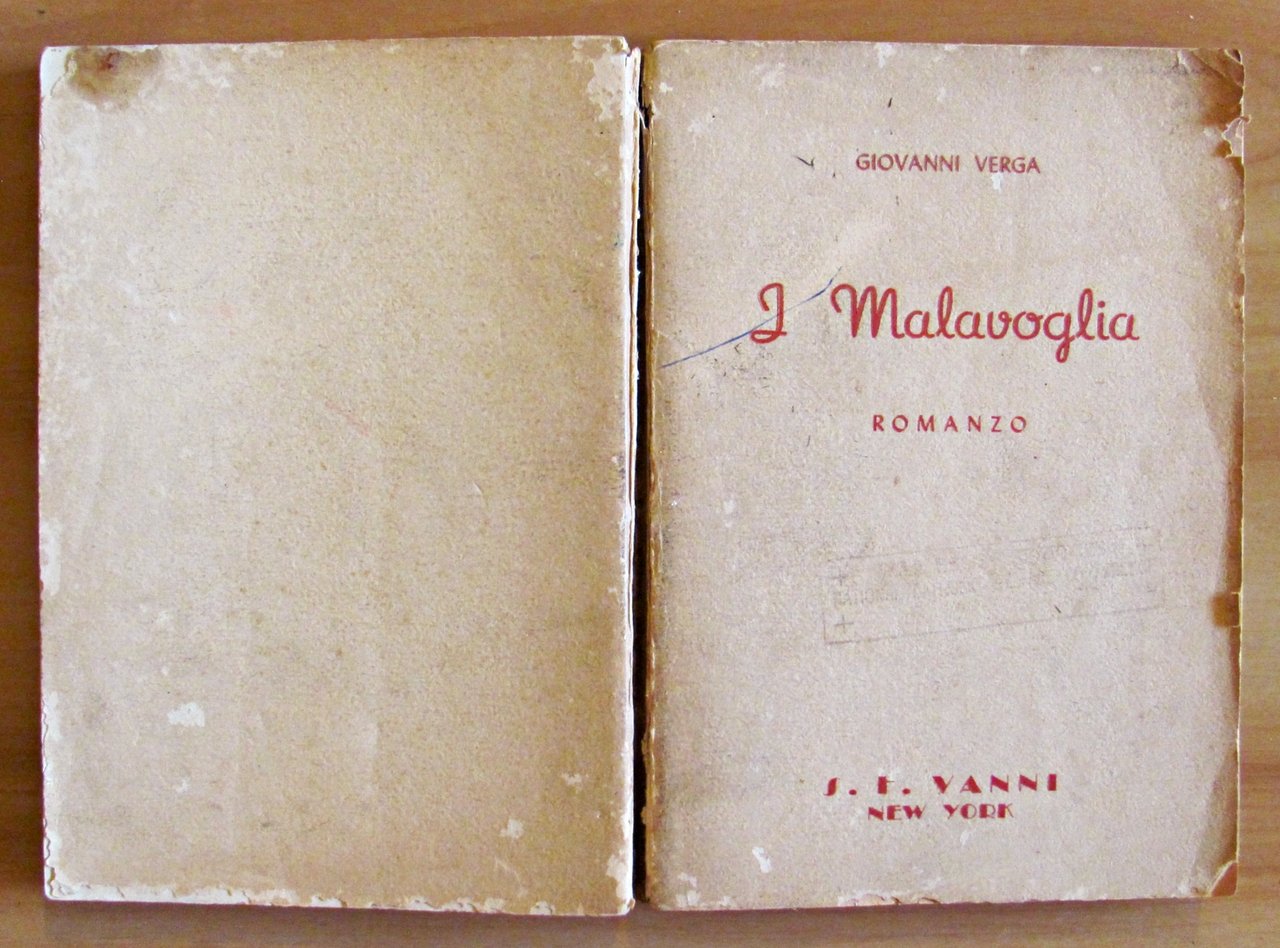 GIOVANNI VERGA
I Malavoglia
ROMANZO
S. F. VANNI
NEW YORK